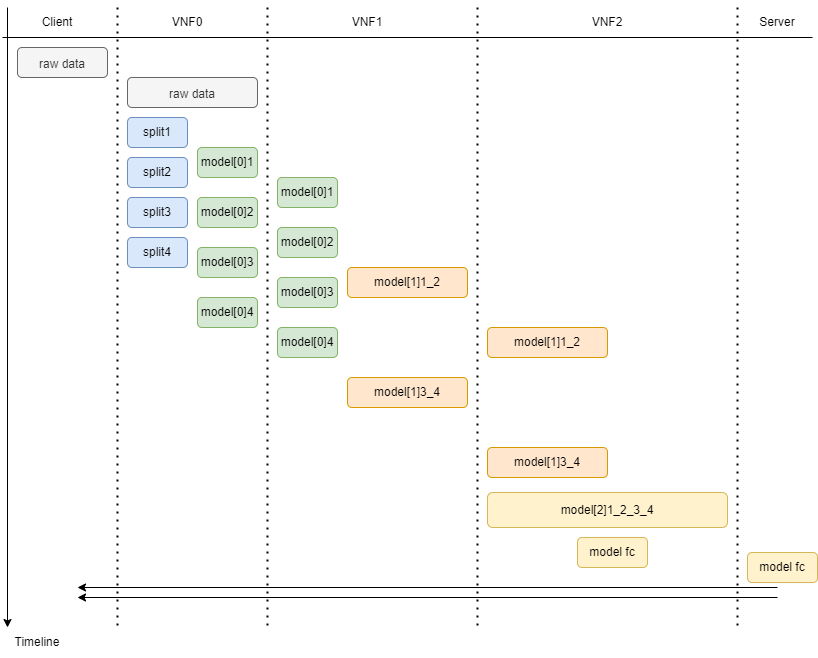 Client
VNF0
VNF1
VNF2
Server
raw data
raw data
split1
model[0]1
split2
model[0]1
split3
model[0]2
model[0]2
split4
model[0]3
model[0]3
model[1]1_2
model[0]4
model[0]4
model[1]1_2
model[1]3_4
model[1]3_4
model[2]1_2_3_4
model fc
model fc
Timeline